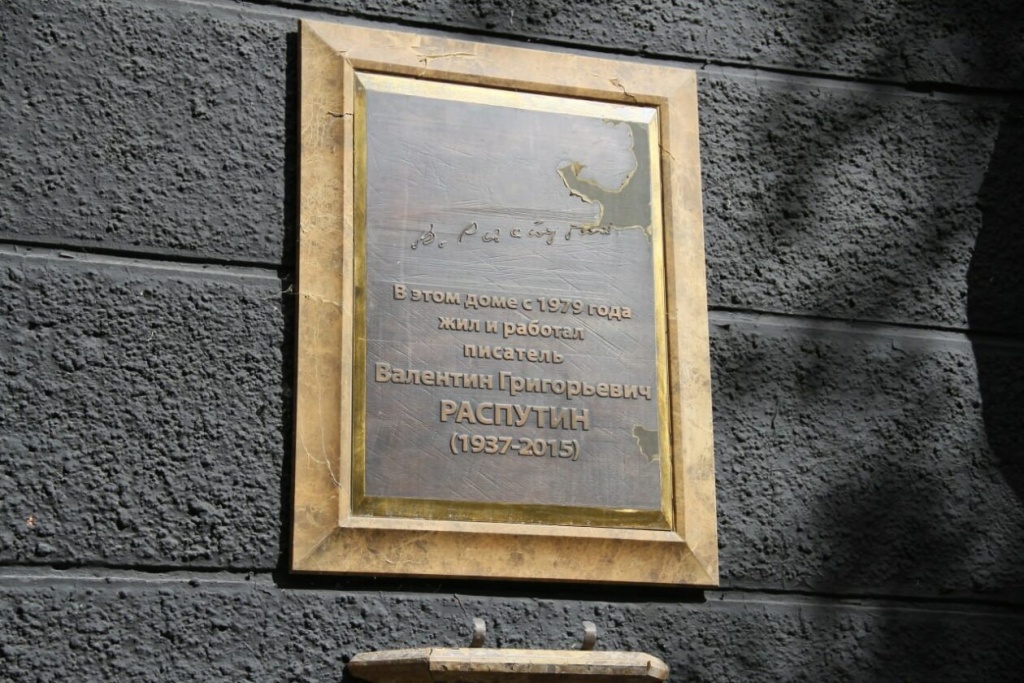 В. Распутин
В этом доме с 1979 года
жил и работал
писатель
Валентин Григорьевич
РАСПУТИН
(1937-2015)